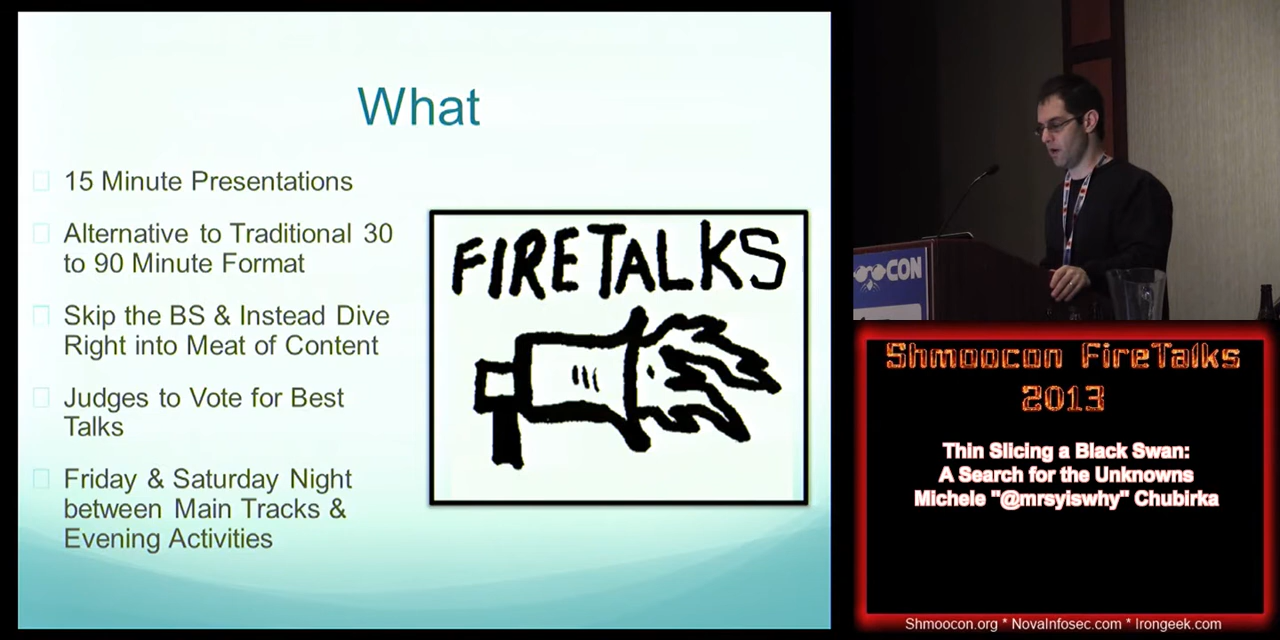 What
15 Minute Presentations
Alternative to Traditional 30
to 90 Minute Format
Skip the BS & Instead Dive
Right into Meat of Content
Judges to Vote for Best
Talks
Friday & Saturday Night
between Main Tracks &
Evening Activities
FIRETALKS
CON
Shmoocon FireTalks
2013
Thin Slicing a Black Swan:
A Search for the Unknowns
Michele "@mrsyiswhy" Chubirka
Shmoocon.org * NovaInfosec.com * Irongeek.com